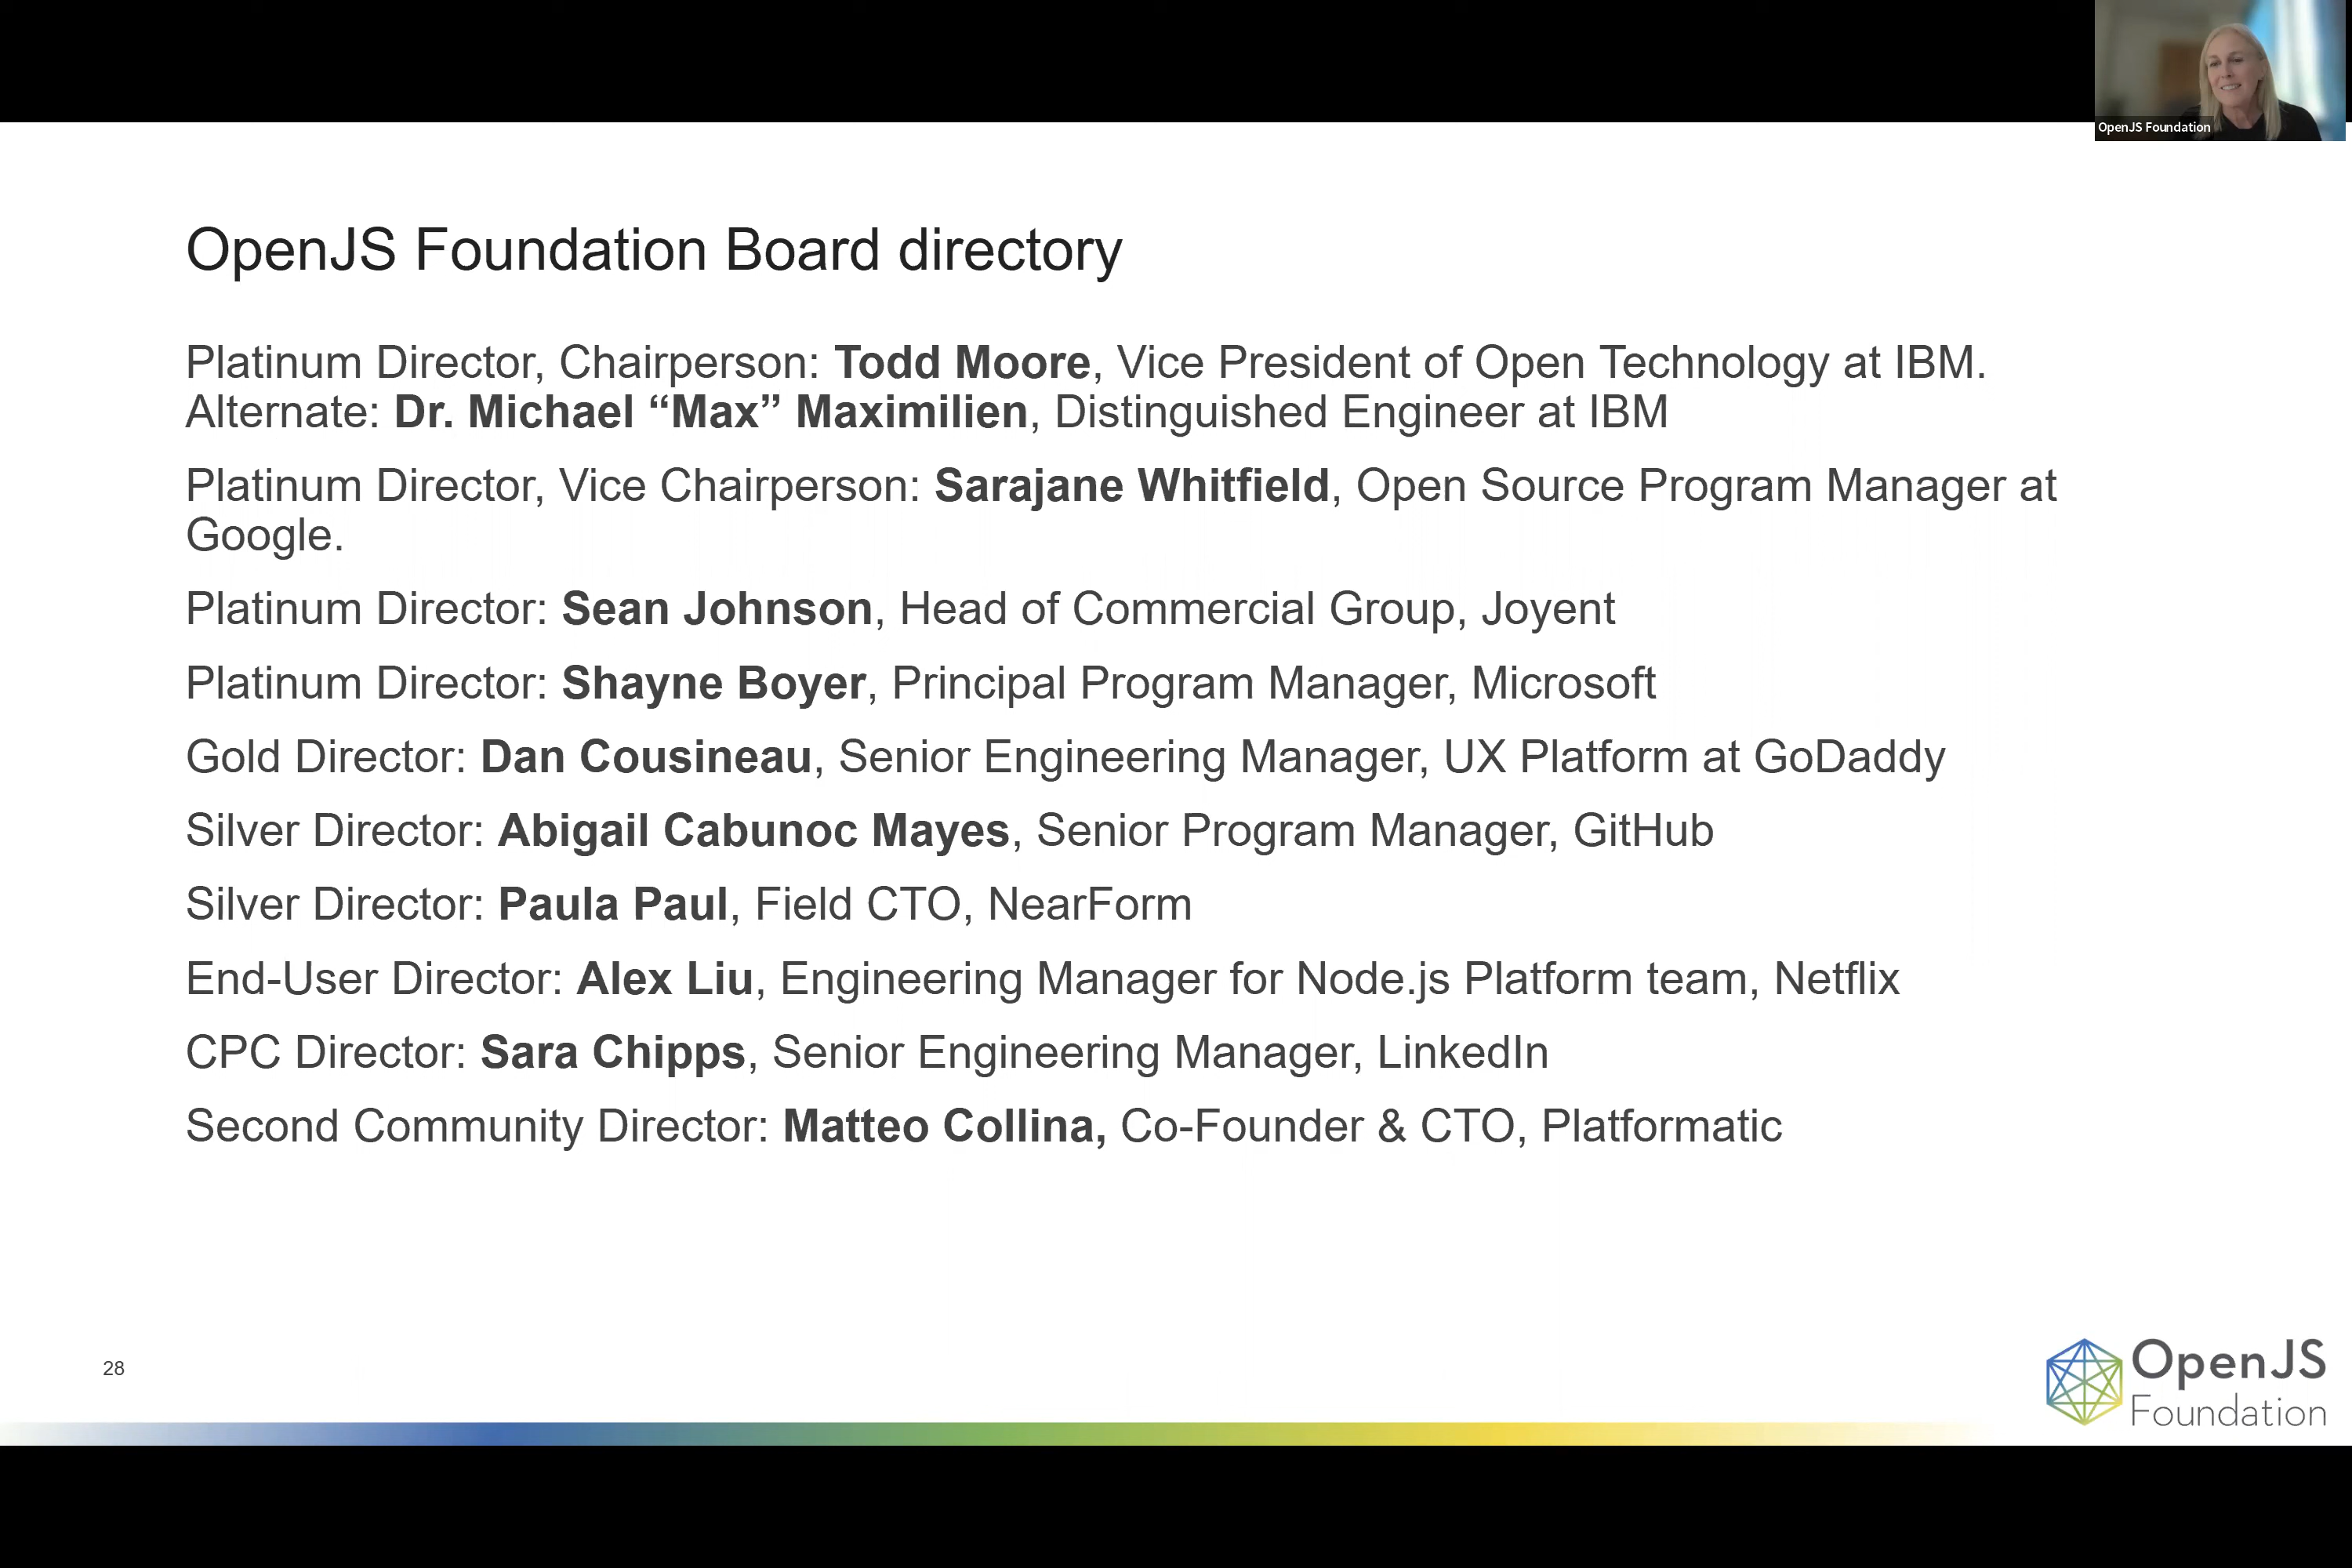 OpenJS Foundation
OpenJS Foundation Board directory
Platinum Director, Chairperson: Todd Moore, Vice President of Open Technology at IBM.
Alternate: Dr. Michael “Max” Maximilien, Distinguished Engineer at IBM
Platinum Director, Vice Chairperson: Sarajane Whitfield, Open Source Program Manager at
Google.
Platinum Director: Sean Johnson, Head of Commercial Group, Joyent
Platinum Director: Shayne Boyer, Principal Program Manager, Microsoft
Gold Director: Dan Cousineau, Senior Engineering Manager, UX Platform at GoDaddy
Silver Director: Abigail Cabunoc Mayes, Senior Program Manager, GitHub
Silver Director: Paula Paul, Field CTO, NearForm
End-User Director: Alex Liu, Engineering Manager for Node.js Platform team, Netflix
CPC Director: Sara Chipps, Senior Engineering Manager, LinkedIn
Second Community Director: Matteo Collina, Co-Founder & CTO, Platformatic
28
OpenJS
Foundation